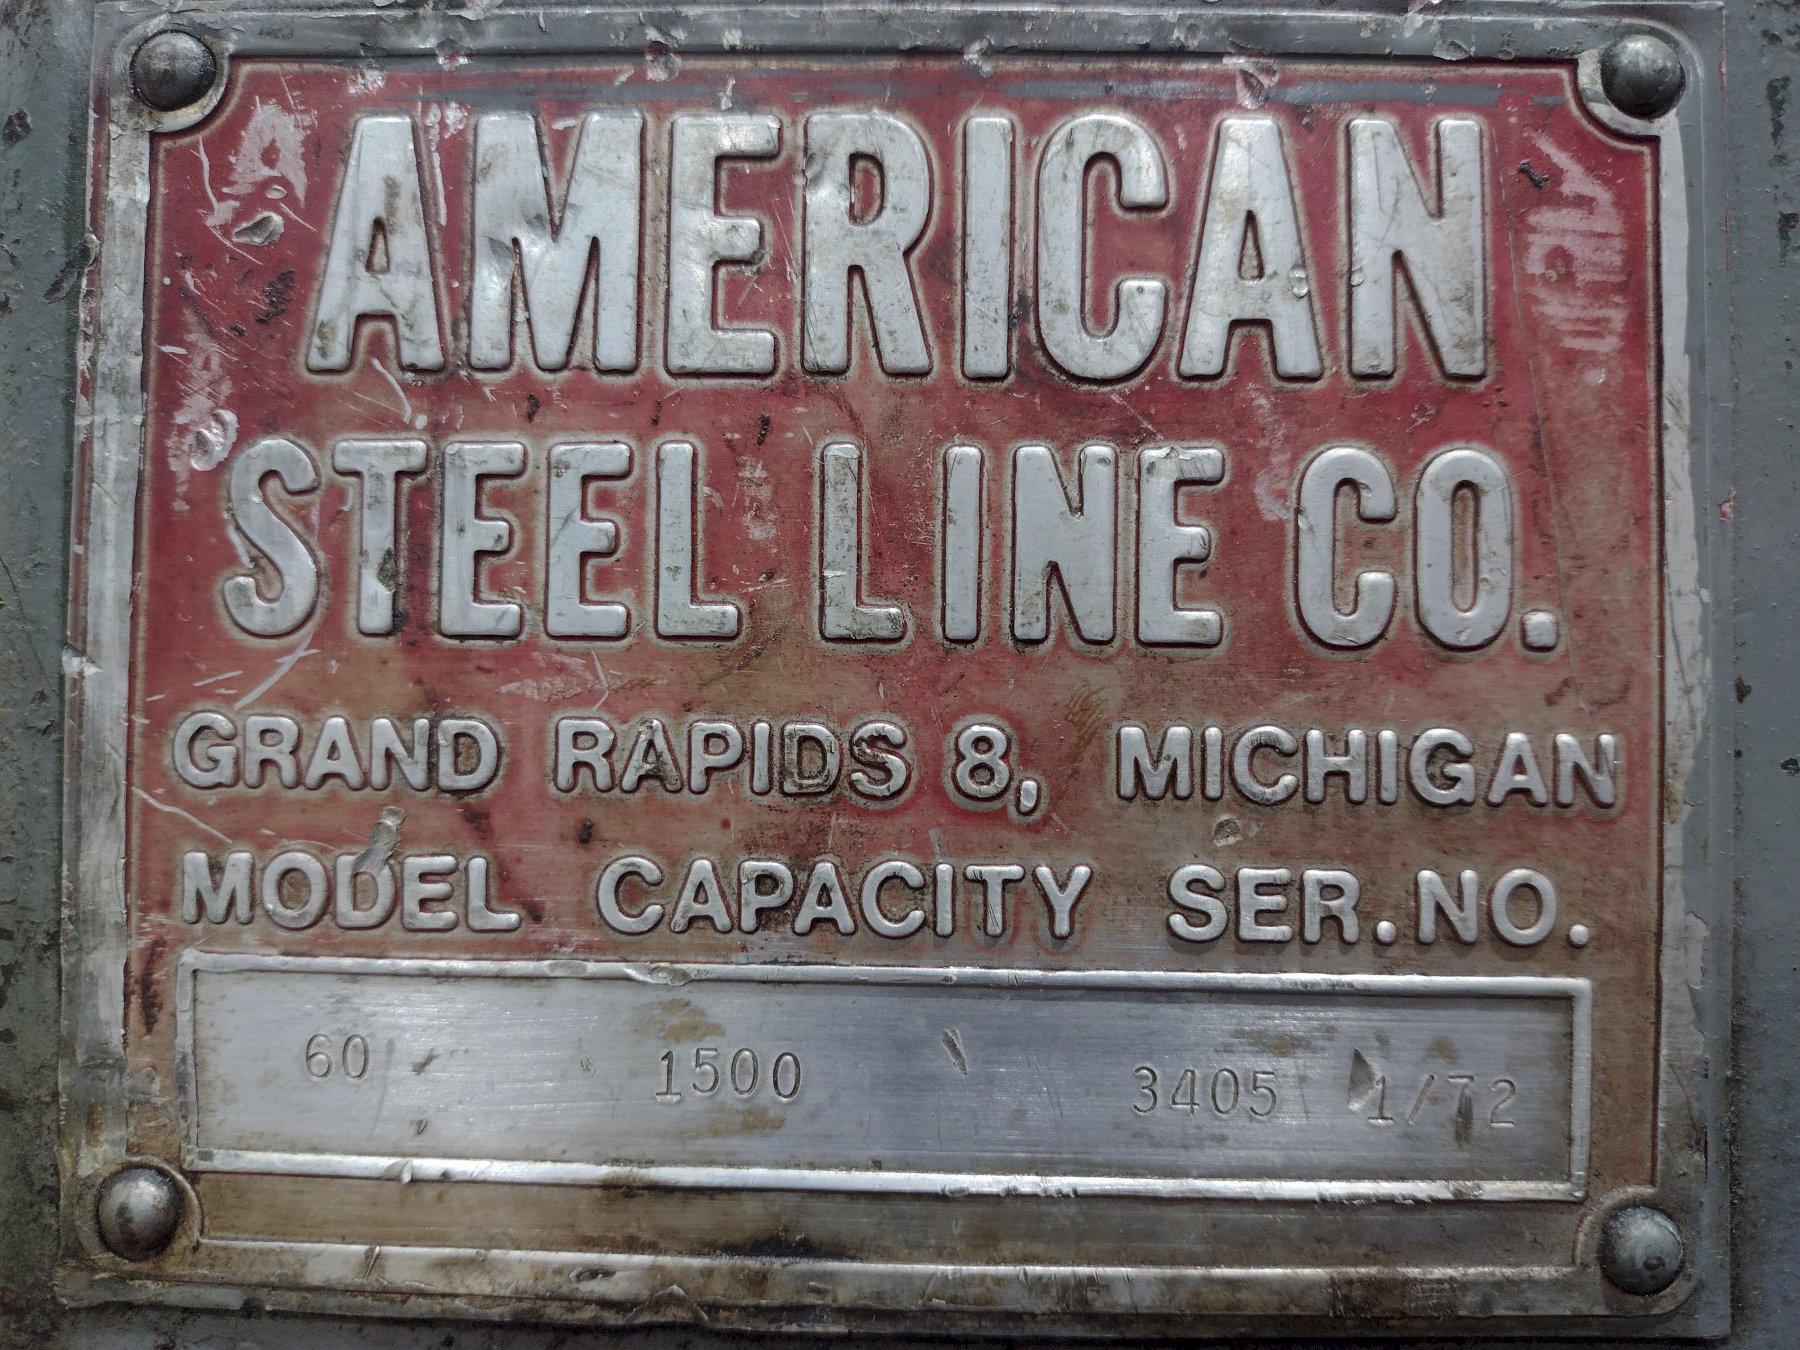 AMERICAN
STEEL LINE CO.
GRAND RAPIDS 8, MICHIGAN
MODEL CAPACITY SER. NO.
60 1500 3405 1/72